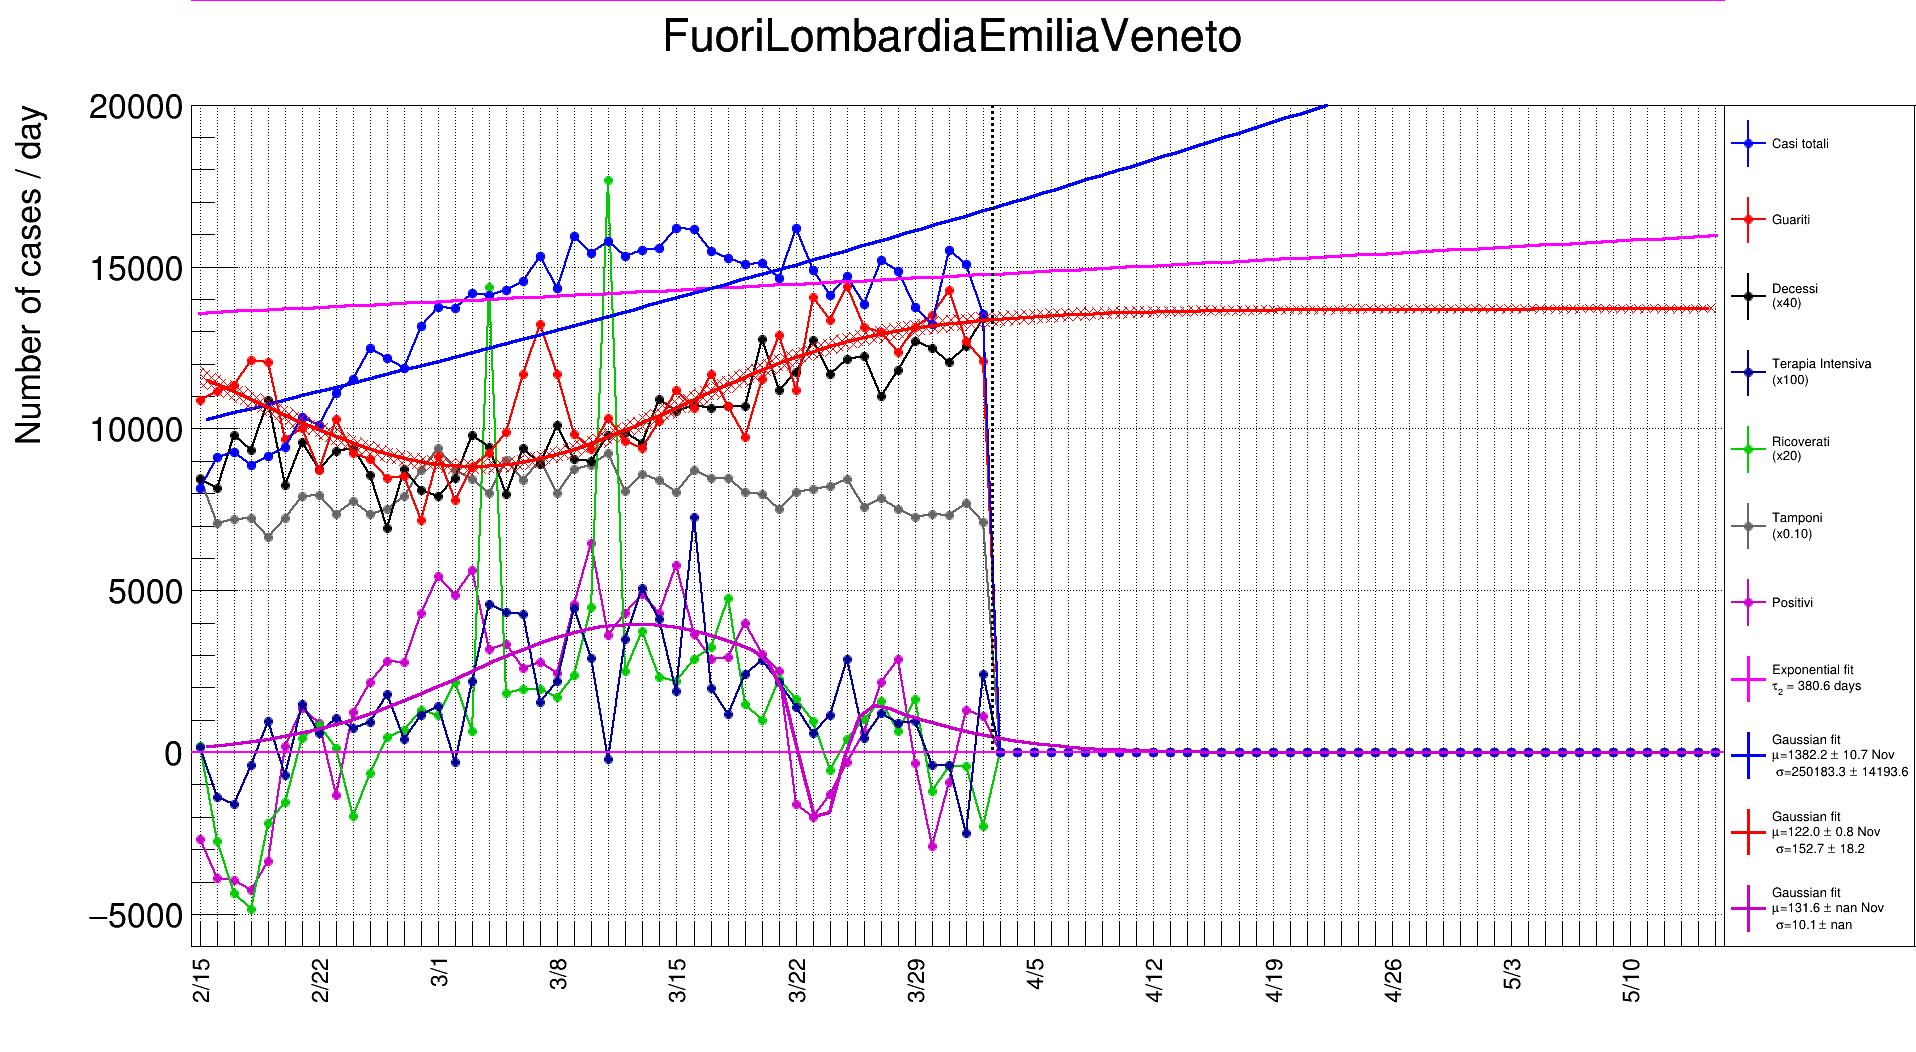 FuoriLombardiaEmiliaVeneto
Number of cases / day
20000
15000
10000
5000
0
−5000
2/15
2/22
3/1
3/8
3/15
3/22
3/29
4/5
4/12
4/19
4/26
5/3
5/10
Casi totali
Guariti
Decessi
(x40)
Terapia Intensiva
(x100)
Ricoverati
(x20)
Tamponi
(x0.10)
Positivi
Exponential fit
τ2 = 380.6 days
Gaussian fit
μ=1382.2 ± 10.7 Nov
σ=250183.3 ± 14193.6
Gaussian fit
μ=122.0 ± 0.8 Nov
σ=152.7 ± 18.2
Gaussian fit
μ=131.6 ± nan Nov
σ=10.1 ± nan